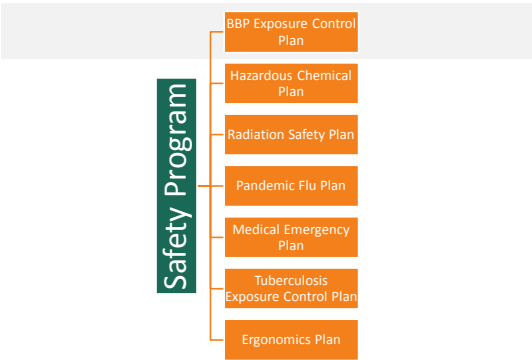 Safety Program
BBP Exposure Control
Plan
Hazardous Chemical
Plan
Radiation Safety Plan
Pandemic Flu Plan
Medical Emergency
Plan
Tuberculosis
Exposure Control Plan
Ergonomics Plan